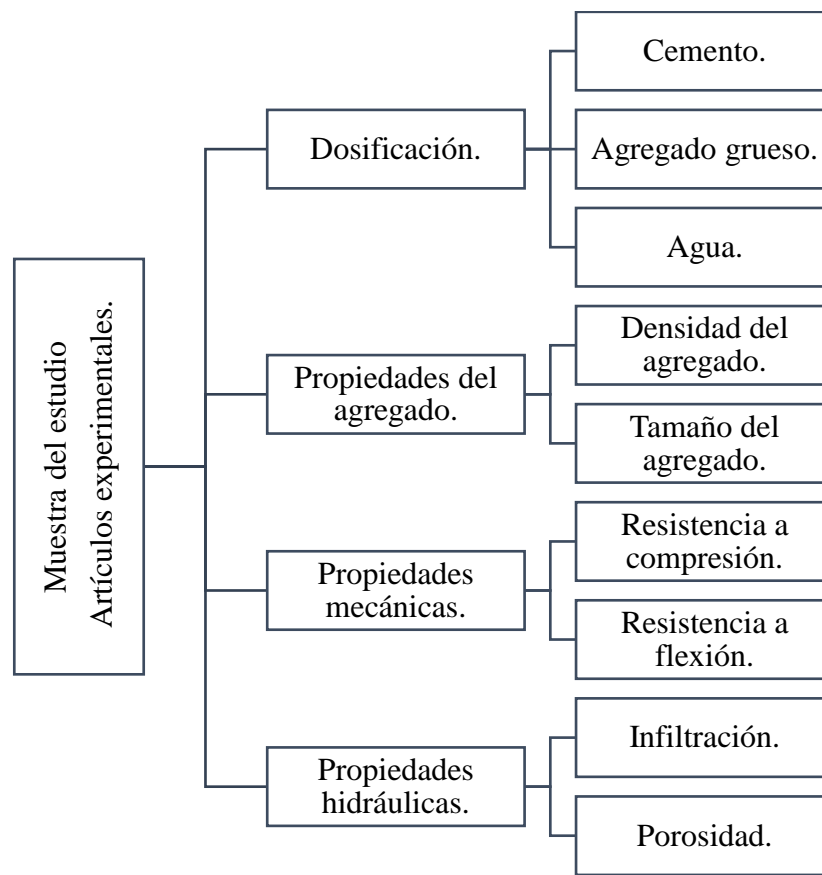 Muestra del estudio
Artículos experimentales.
Dosificación.
Cemento.
Agregado grueso.
Agua.
Propiedades del
agregado.
Densidad del
agregado.
Tamaño del
agregado.
Propiedades
mecánicas.
Resistencia a
compresión.
Resistencia a
flexión.
Propiedades
hidráulicas.
Infiltración.
Porosidad.